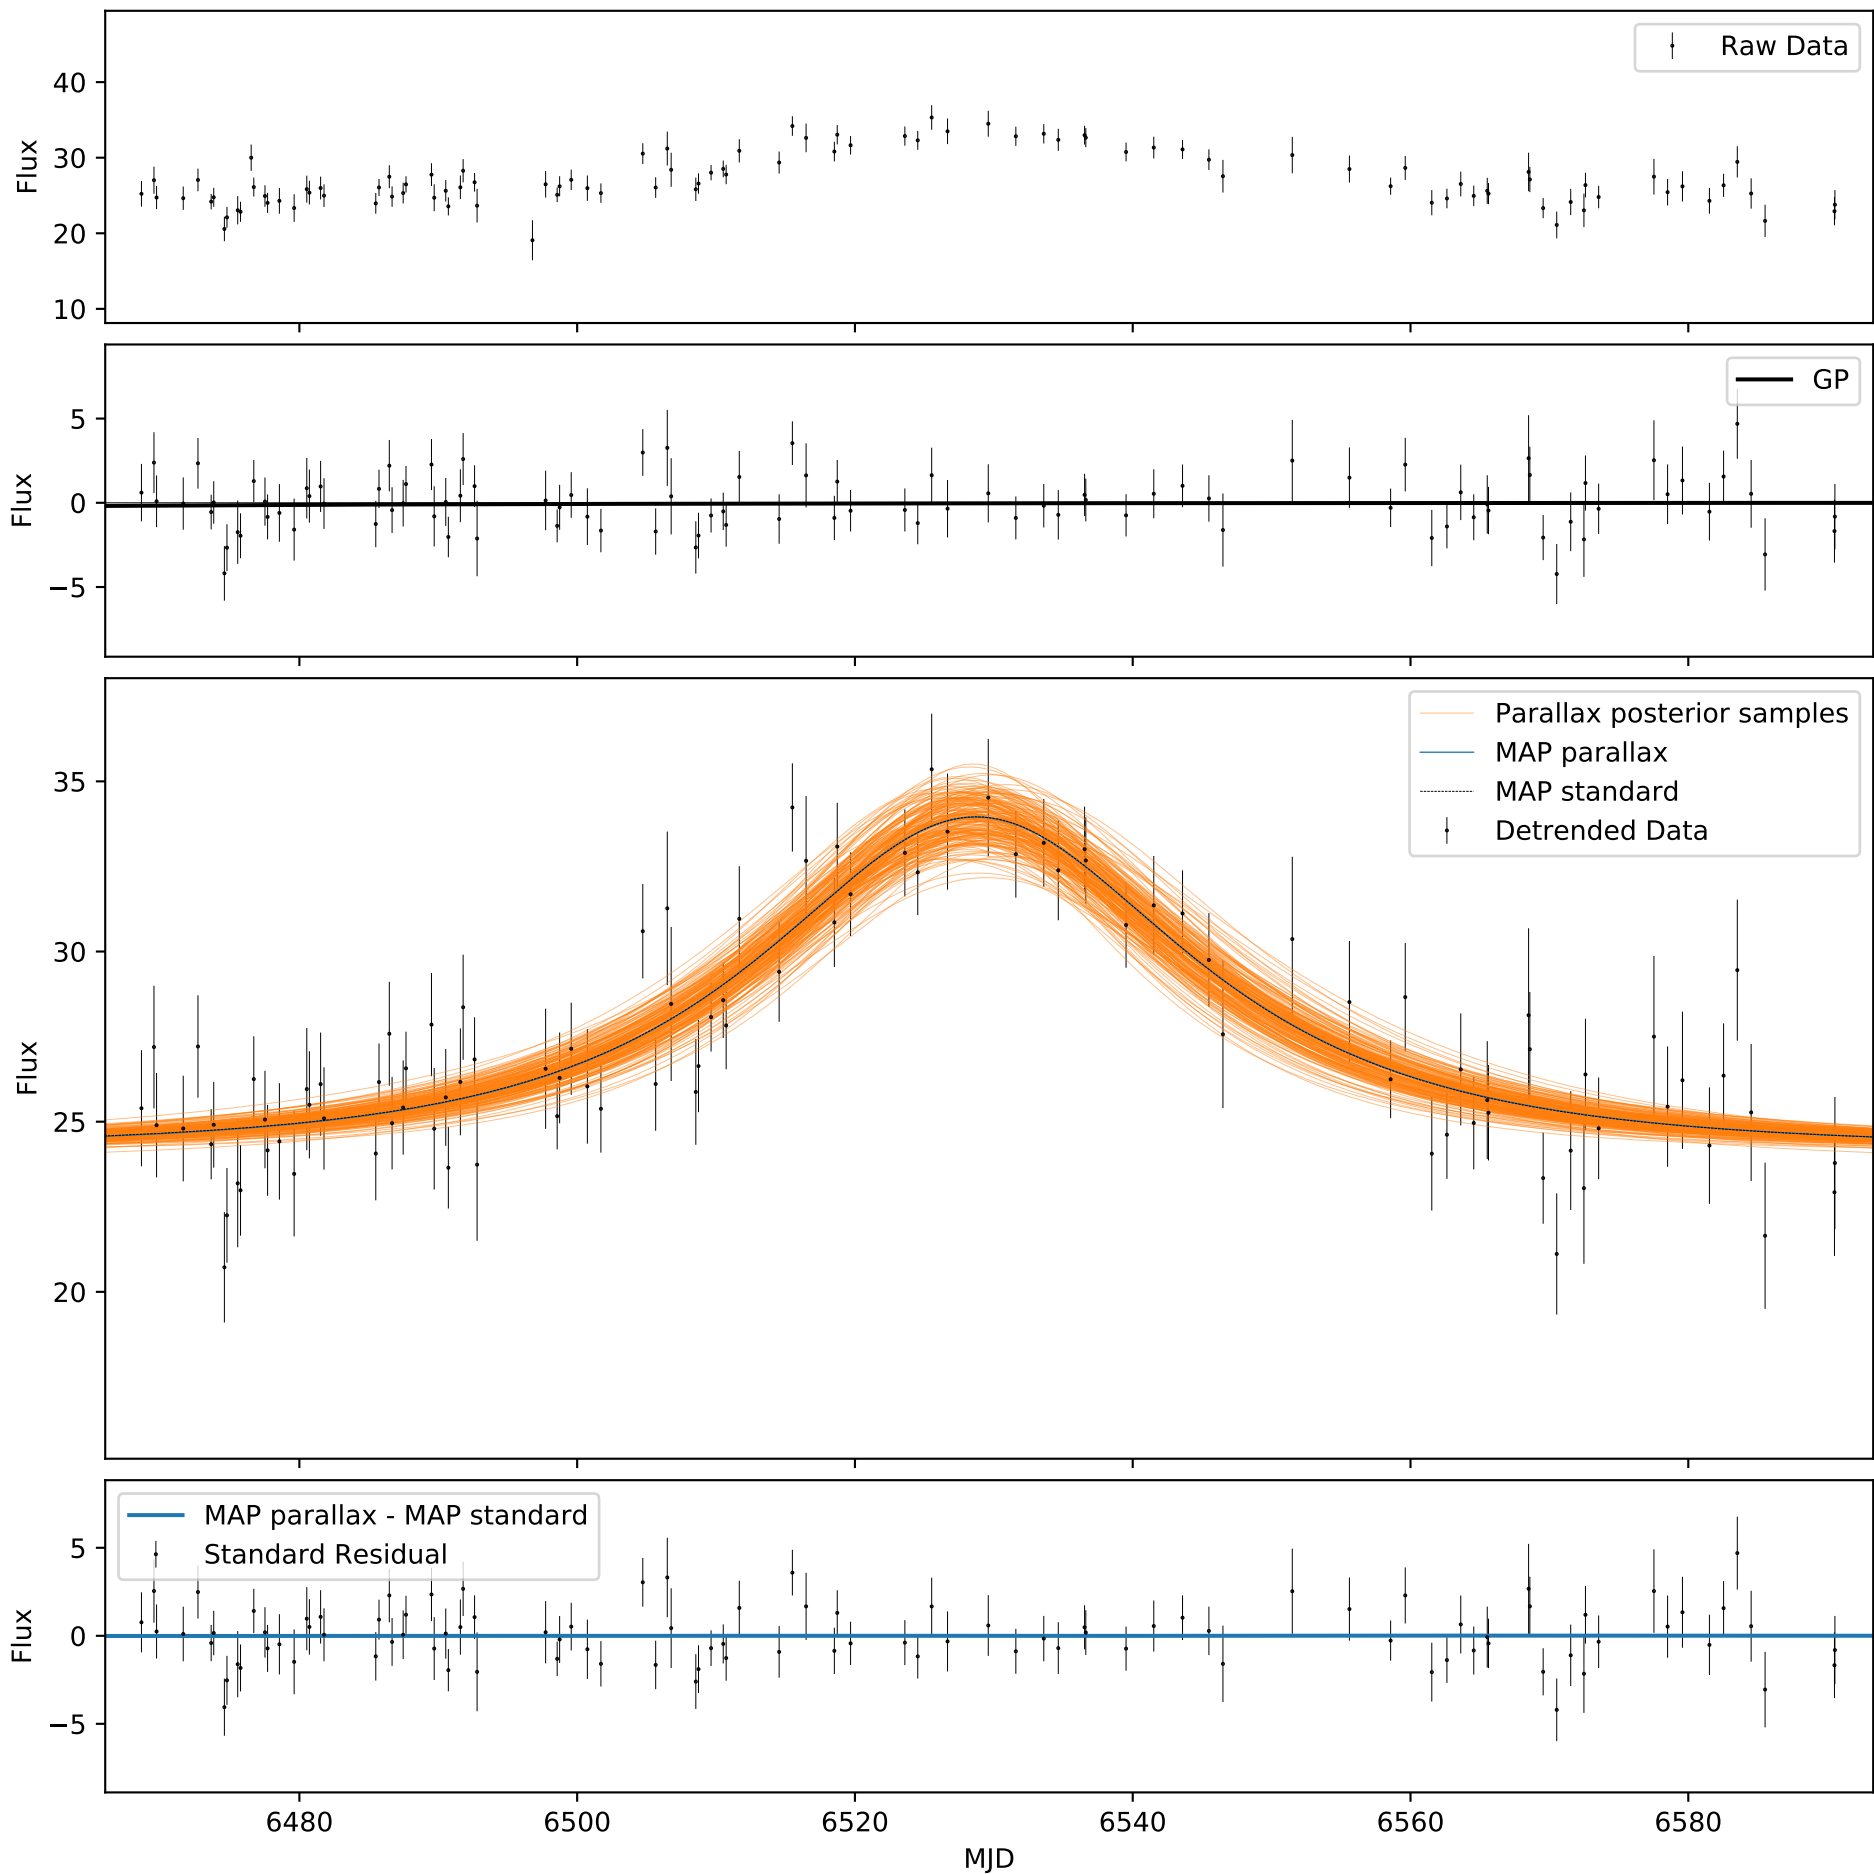 Raw Data
40
30
20
10
Flux
GP
5
0
−5
Flux
Parallax posterior samples
MAP parallax
MAP standard
Detrended Data
35
30
25
20
Flux
MAP parallax - MAP standard
Standard Residual
5
0
−5
Flux
6480 6500 6520 6540 6560 6580
MJD